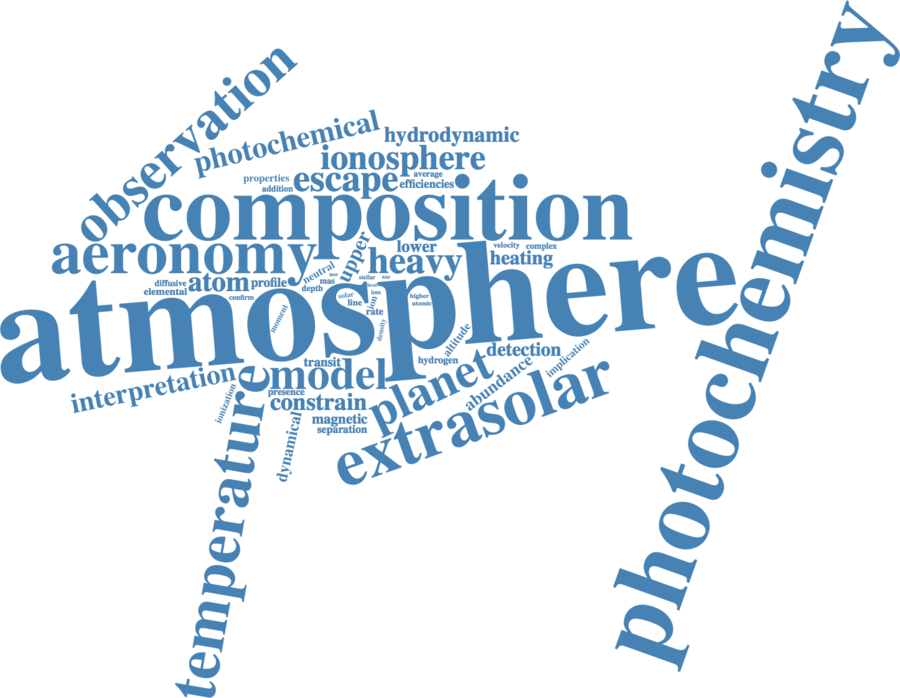 photochemistry
observation
photochemical
hydrodynamic
ionosphere
properties
average
addition
escape
efficiencies
composition
aeronomy
upper
lower
velocity
complex
heavy
heating
neutral
diffusive
atom
profile
mas
stellar
elemental
depth
confirm
solar
line
ion
rate
higher
atomic
atmosphere
moment
density
altitude
implication
detection
transit
hydrogen
model
interpretation
planet
abundance
presence
ionization
constrain
extrasolar
magnetic
separation
dynamical
temperature